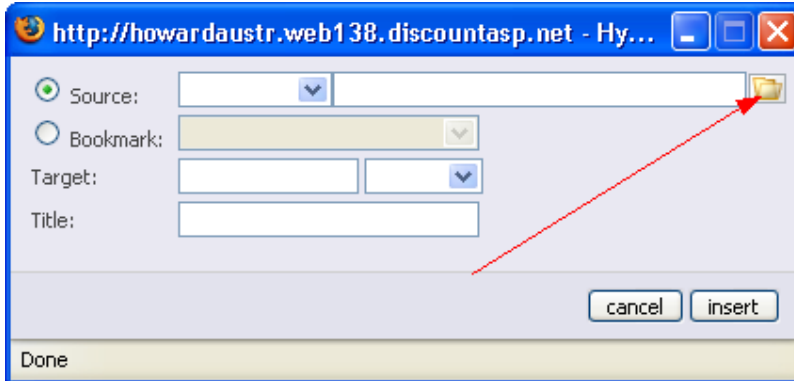 http://howardaustr.web138.discountasp.net - Hy...
Source:
Bookmark:
Target:
Title:
cancel insert
Done